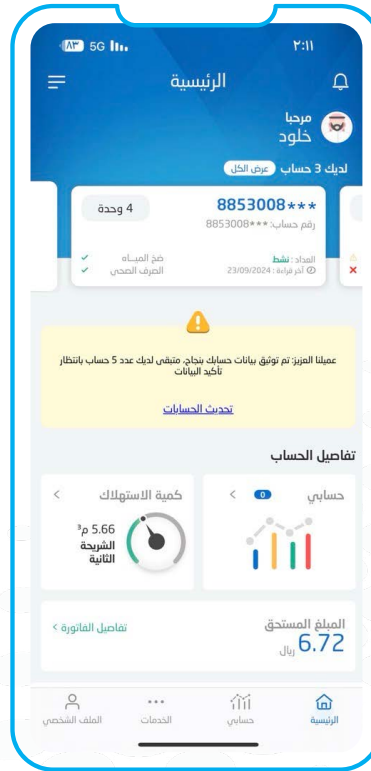 ٢:١١
5G ٨٣
الرئيسية
مرحبا
خلود
لديك 3 حساب عرض الكل
8853008***
4 وحدة
رقم حساب: ***8853008
العداد : نشط
ضخ الميـــاه
آخر قراءة : 23/09/2024
الصرف الصحي
عميلنا العزيز: تم توثيق بيانات حسابك بنجاح، متبقى لديك عدد 5 حساب بانتظار
تأكيد البيانات
تحديث الحسابات
تفاصيل الحساب
حسابي 0
كمية الاستهلاك
5.66 م³
الشريحة
الثانية
المبلغ المستحق
تفاصيل الفاتورة
6.72 ريال
الرئيسية
حسابي
الخدمات
الملف الشخصي